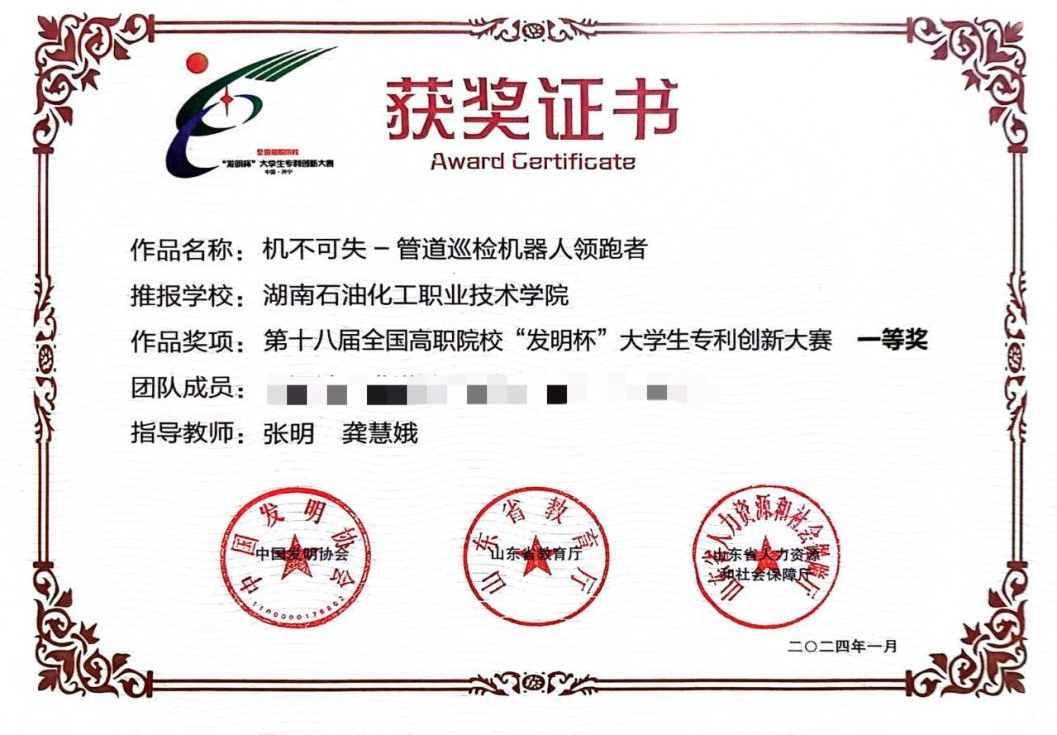 获奖证书
Award Certificate
全国高职院校
“发明杯”大学生专利创新大赛
中国·济宁
作品名称：机不可失－管道巡检机器人领跑者
推报学校：湖南石油化工职业技术学院
作品奖项：第十八届全国高职院校“发明杯”大学生专利创新大赛 一等奖
团队成员：
指导教师：张明 龚慧娥
中国发明协会
中国发明协会
山东省教育厅
山东省教育厅
山东省人力资源和社会保障厅
山东省人力资源
和社会保障厅
二〇二四年一月